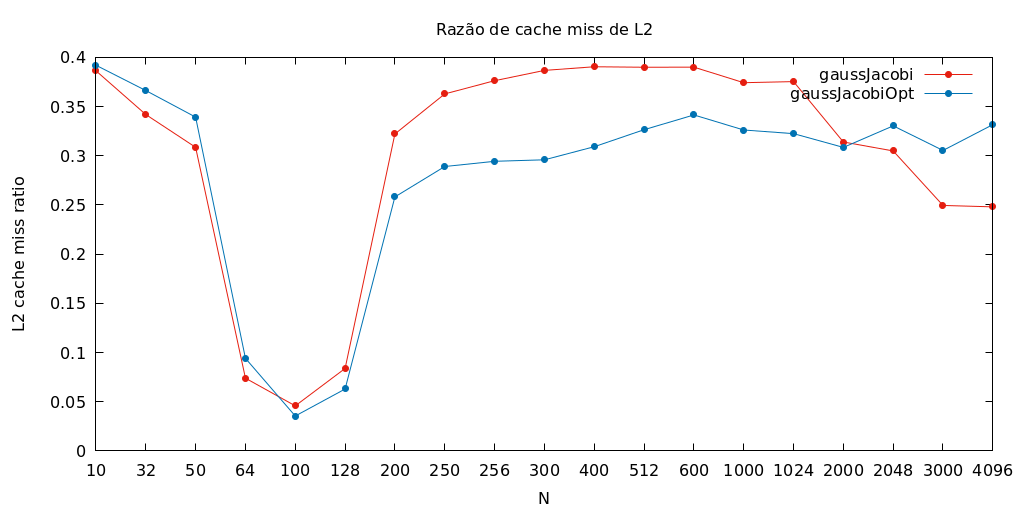 Razão de cache miss de L2
gaussJacobi
gaussJacobiOpt
0.4
0.35
0.3
0.25
0.2
0.15
0.1
0.05
0
L2 cache miss ratio
10 32 50 64 100 128 200 250 256 300 400 512 600 1000 1024 2000 2048 3000 4096
N